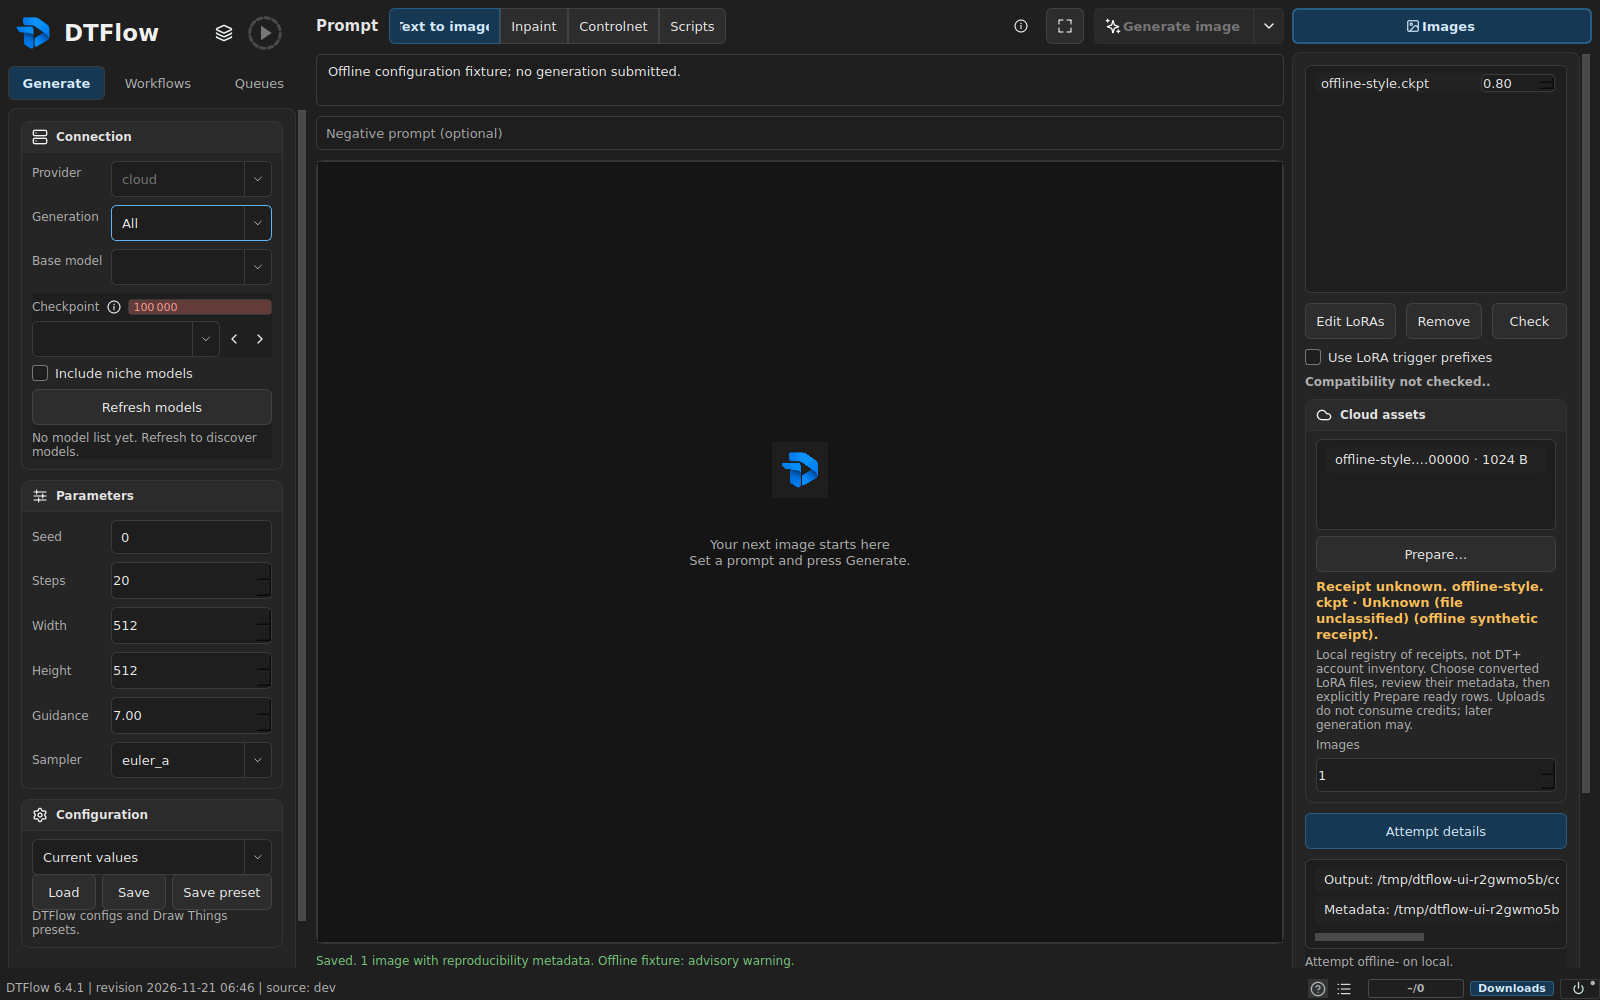 DTFlow
Generate
Workflows
Queues
Connection
Provider
cloud
Generation
All
Base model
Checkpoint
100 000
Include niche models
Refresh models
No model list yet. Refresh to discover
models.
Parameters
Seed
0
Steps
20
Width
512
Height
512
Guidance
7.00
Sampler
euler_a
Configuration
Current values
Load
Save
Save preset
DTFlow configs and Draw Things
presets.
Prompt
Text to image
Inpaint
Controlnet
Scripts
Generate image
Offline configuration fixture; no generation submitted.
Negative prompt (optional)
Your next image starts here
Set a prompt and press Generate.
Saved. 1 image with reproducibility metadata. Offline fixture: advisory warning.
Images
offline-style.ckpt
0.80
Edit LoRAs
Remove
Check
Use LoRA trigger prefixes
Compatibility not checked..
Cloud assets
offline-style....00000 · 1024 B
Prepare...
Receipt unknown. offline-style.
ckpt · Unknown (file
unclassified) (offline synthetic
receipt).
Local registry of receipts, not DT+
account inventory. Choose converted
LoRA files, review their metadata, then
explicitly Prepare ready rows. Uploads
do not consume credits; later
generation may.
Images
1
Attempt details
Output: /tmp/dtflow-ui-r2gwmo5b/co
Metadata: /tmp/dtflow-ui-r2gwmo5b
Attempt offline- on local.
DTFlow 6.4.1 | revision 2026-11-21 06:46 | source: dev
-/0
Downloads